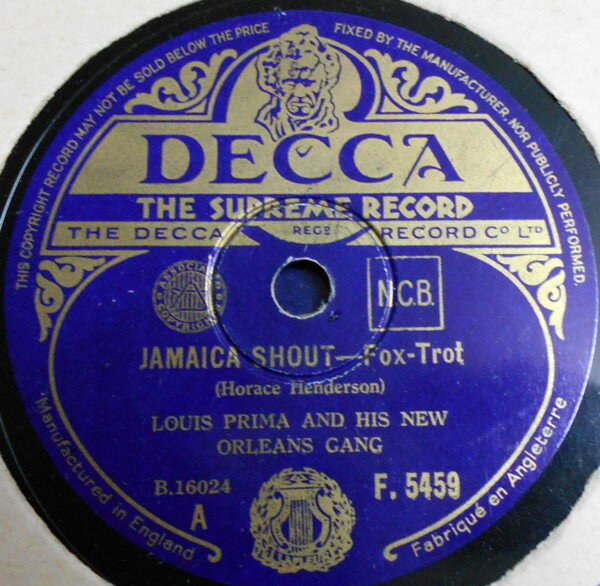 THIS COPYRIGHT RECORD MAY NOT BE SOLD BELOW THE PRICE FIXED BY THE MANUFACTURER, NOR PUBLICLY PERFORMED.
DECCA
THE SUPREME RECORD
THE DECCA REGD RECORD CO LTD
N.C.B.
JAMAICA SHOUT—Fox-Trot
(Horace Henderson)
LOUIS PRIMA AND HIS NEW
ORLEANS GANG
B.16024
F. 5459
A
Manufactured in England
Fabriqué en Angleterre